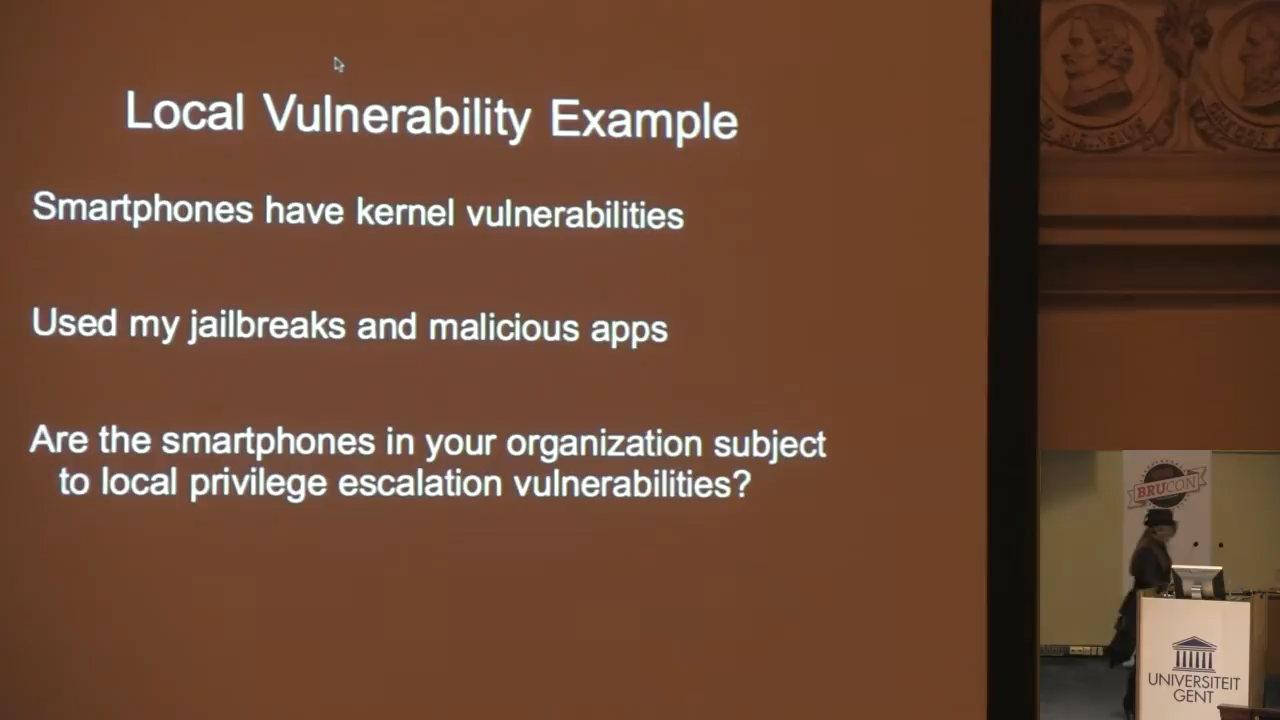 Local Vulnerability Example
Smartphones have kernel vulnerabilities
Used my jailbreaks and malicious apps
Are the smartphones in your organization subject
to local privilege escalation vulnerabilities?
BRUCON
UNIVERSITEIT
GENT